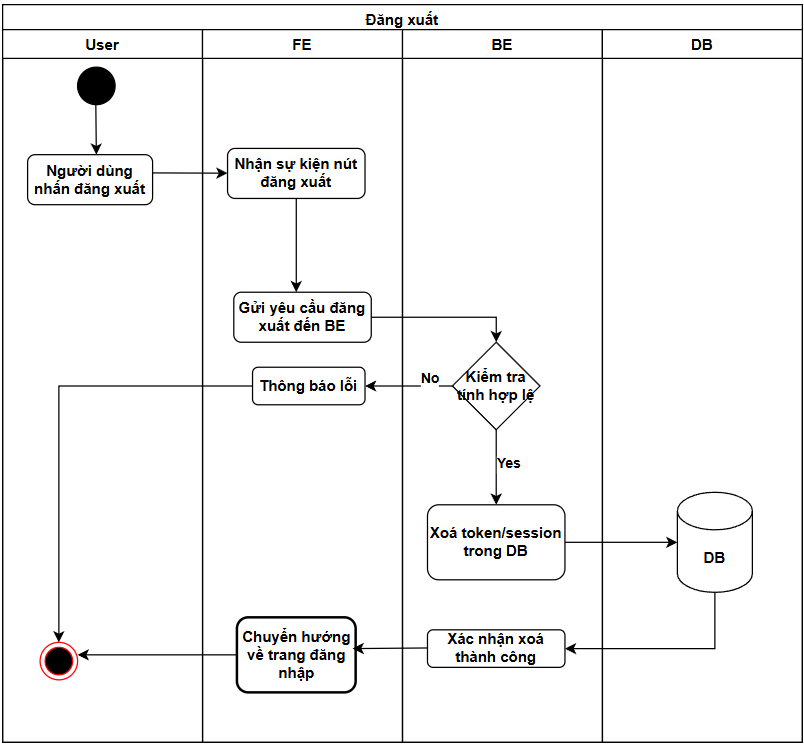 Đăng xuất
User
FE
BE
DB
Người dùng
nhấn đăng xuất
Nhận sự kiện nút
đăng xuất
Gửi yêu cầu đăng
xuất đến BE
Kiểm tra
tính hợp lệ
No
Thông báo lỗi
Yes
Xoá token/session
trong DB
DB
Xác nhận xoá
thành công
Chuyển hướng
về trang đăng
nhập